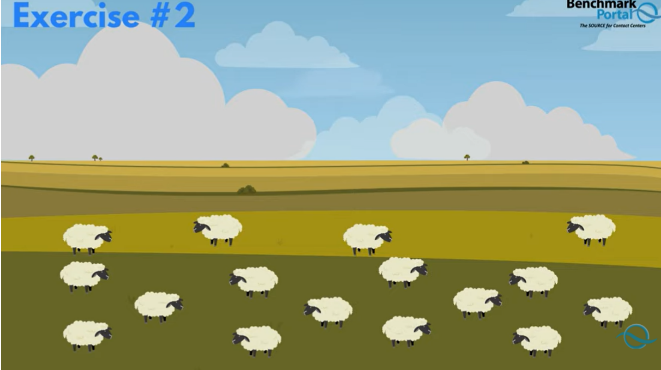 Exercise #2
Benchmark
Portal
The SOURCE for Contact Centers